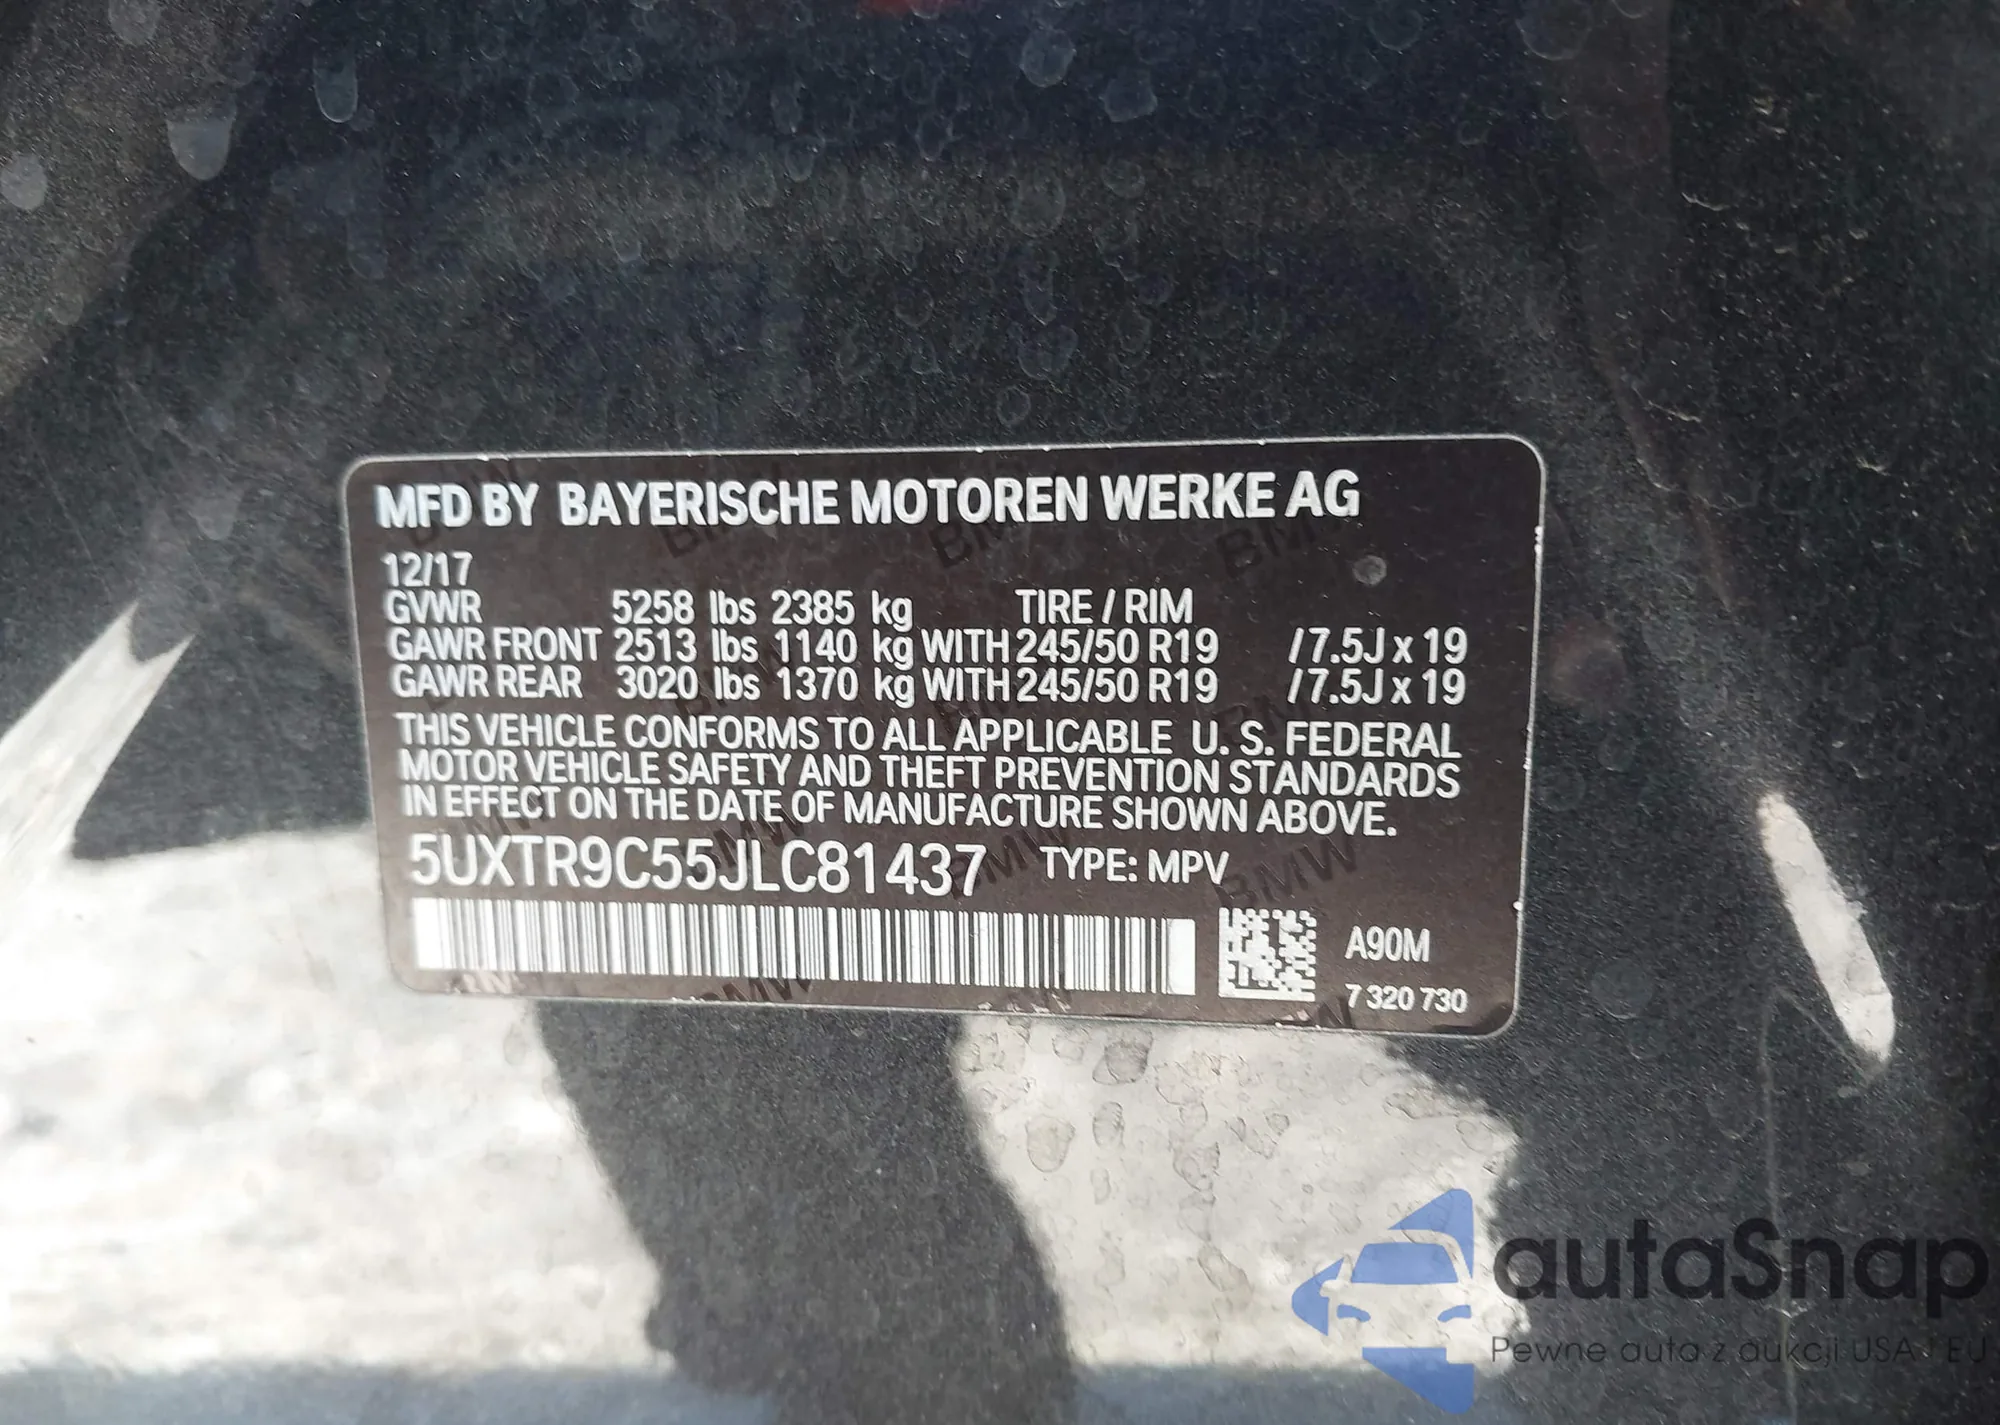 MFD BY BAYERISCHE MOTOREN WERKE AG
12/17
GVWR 5258 lbs 2385 kg TIRE / RIM
GAWR FRONT 2513 lbs 1140 kg WITH 245/50 R19 /7.5J x 19
GAWR REAR 3020 lbs 1370 kg WITH 245/50 R19 /7.5J x 19
THIS VEHICLE CONFORMS TO ALL APPLICABLE U. S. FEDERAL
MOTOR VEHICLE SAFETY AND THEFT PREVENTION STANDARDS
IN EFFECT ON THE DATE OF MANUFACTURE SHOWN ABOVE.
5UXTR9C55JLC81437 TYPE: MPV
A90M
7 320 730
autaSnap
Pewne auta z aukcji USA i EU